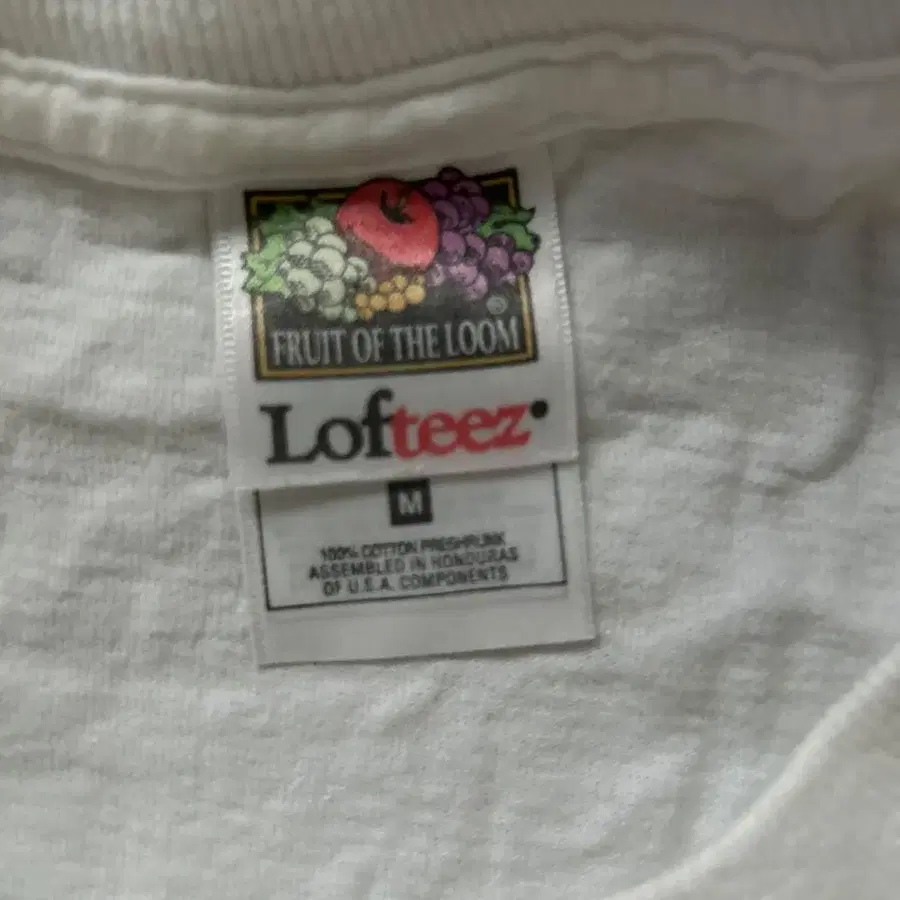 FRUIT OF THE LOOM
®
Lofteez
M
100% COTTON PRESHRUNK
ASSEMBLED IN HONDURAS
OF U.S.A. COMPONENTS